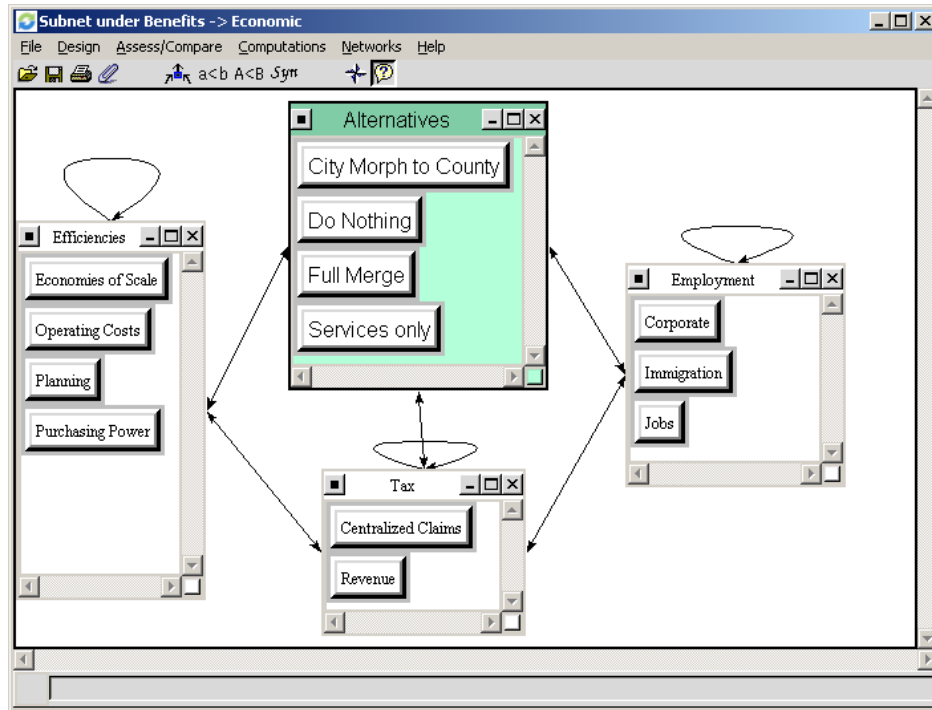 Subnet under Benefits -> Economic
File Design Assess/Compare Computations Networks Help
a<b A<B Syn
Alternatives
City Morph to County
Do Nothing
Full Merge
Services only
Efficiencies
Economies of Scale
Operating Costs
Planning
Purchasing Power
Employment
Corporate
Immigration
Jobs
Tax
Centralized Claims
Revenue